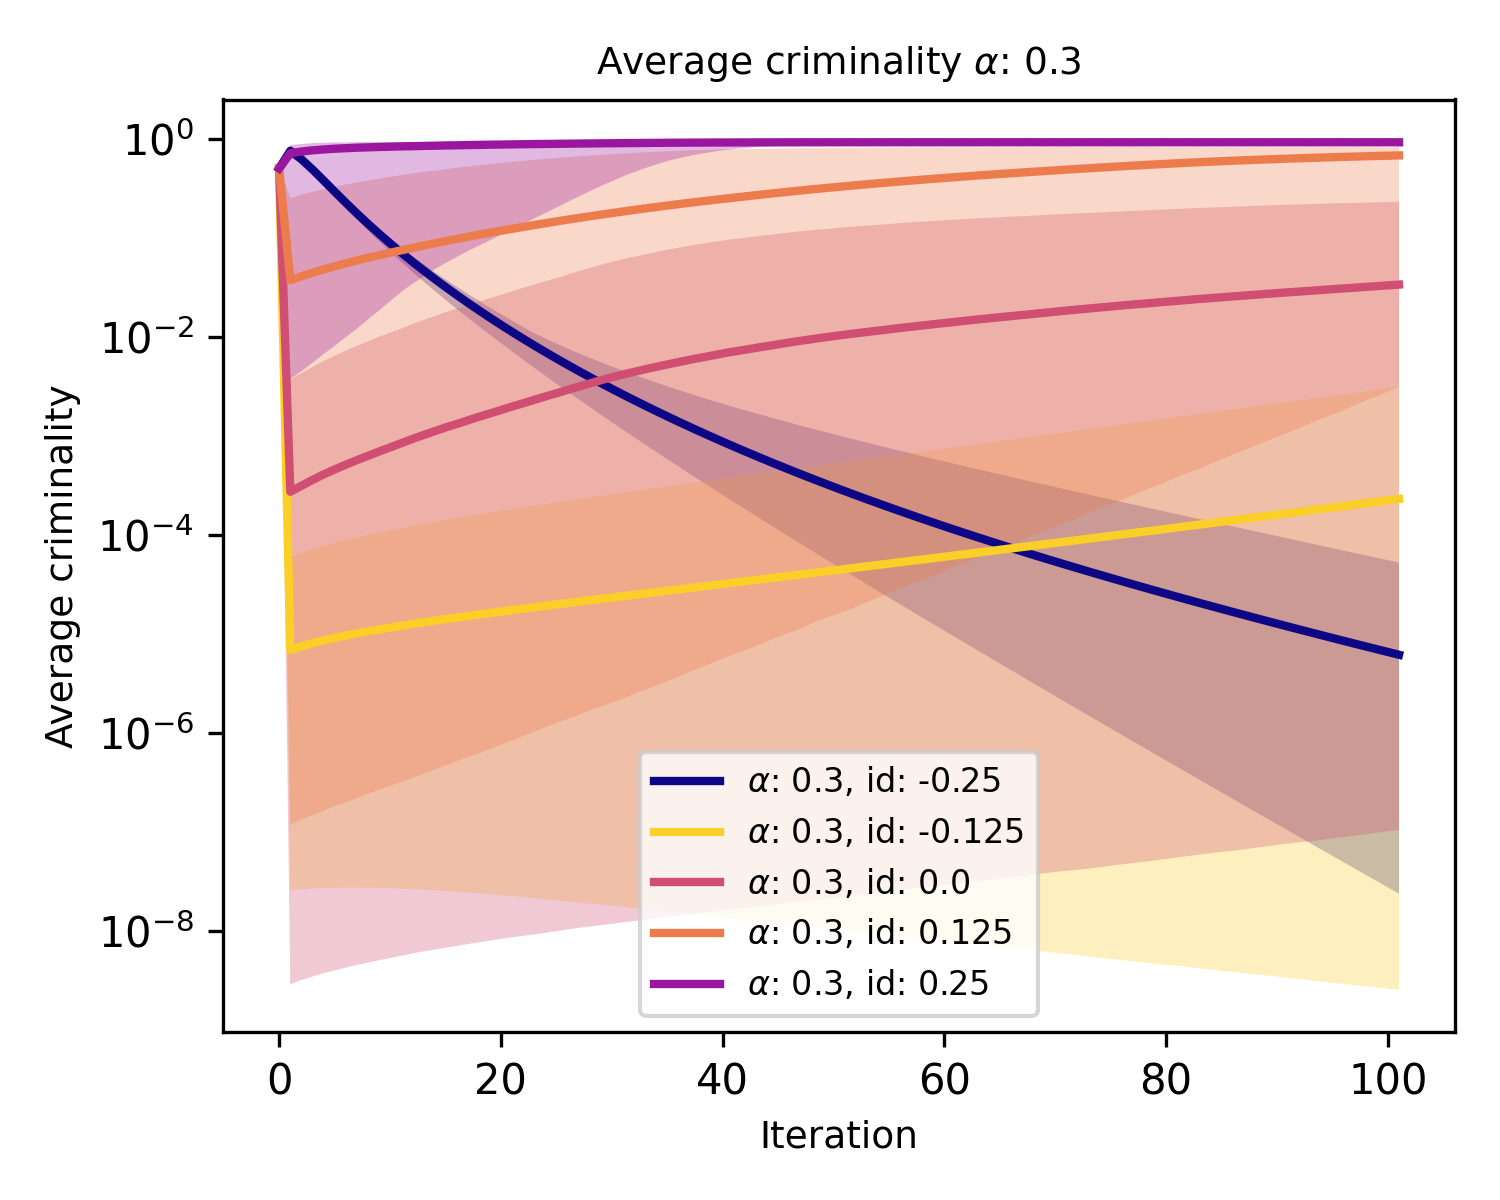 Average criminality α: 0.3
Average criminality
10⁰
10⁻²
10⁻⁴
10⁻⁶
10⁻⁸
α: 0.3, id: -0.25
α: 0.3, id: -0.125
α: 0.3, id: 0.0
α: 0.3, id: 0.125
α: 0.3, id: 0.25
0 20 40 60 80 100
Iteration